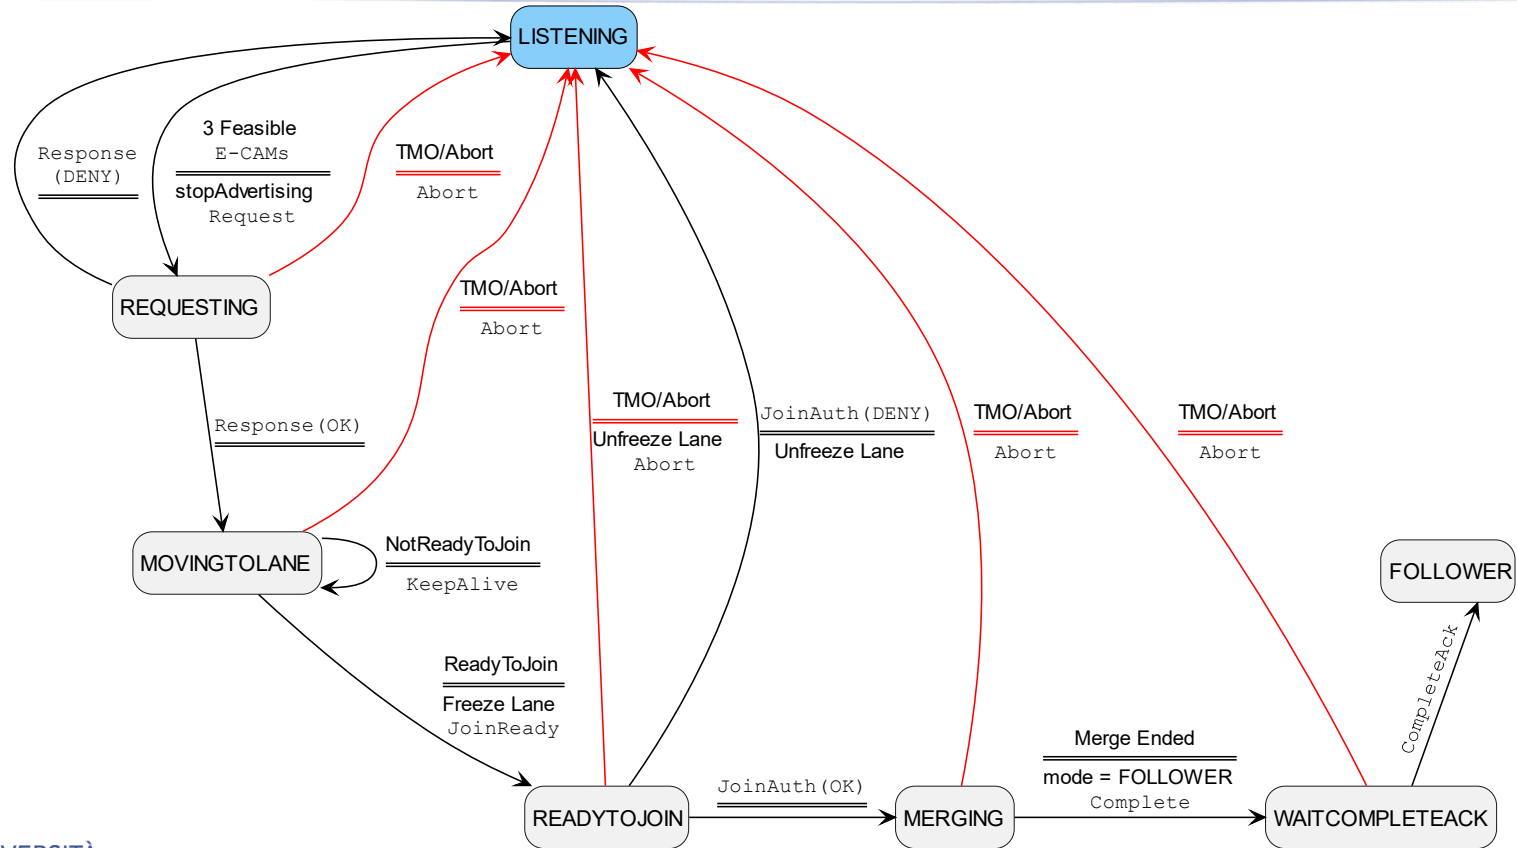 LISTENING
3 Feasible
E-CAMs
stopAdvertising
Request
Response
(DENY)
TMO/Abort
Abort
REQUESTING
TMO/Abort
Abort
Response(OK)
TMO/Abort
Unfreeze Lane
Abort
JoinAuth(DENY)
Unfreeze Lane
TMO/Abort
Abort
TMO/Abort
Abort
MOVINGTOLANE
NotReadyToJoin
KeepAlive
FOLLOWER
CompleteAck
ReadyToJoin
Freeze Lane
JoinReady
READYTOJOIN
JoinAuth(OK)
MERGING
Merge Ended
mode = FOLLOWER
Complete
WAITCOMPLETEACK